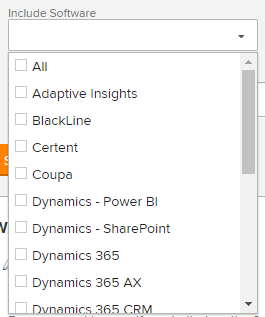 Include Software
All
Adaptive Insights
BlackLine
Certent
Coupa
Dynamics - Power BI
Dynamics - SharePoint
Dynamics 365
Dynamics 365 AX
Dynamics 365 CRM